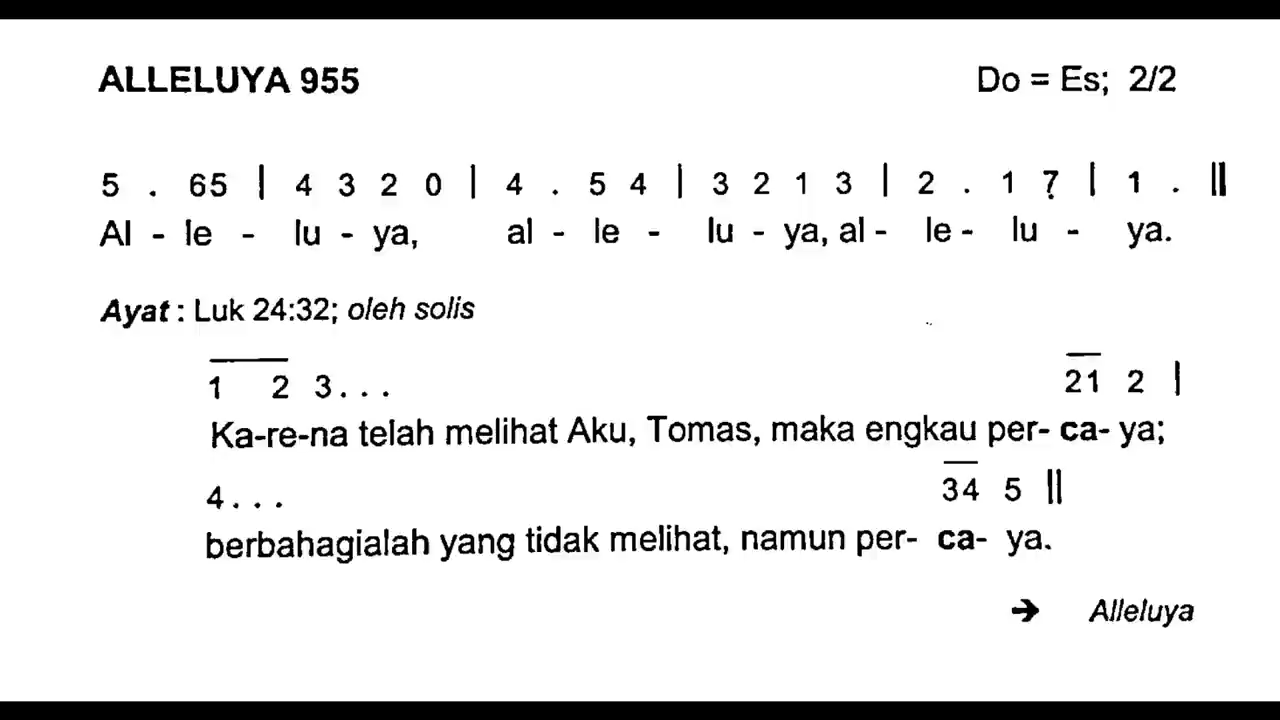 ALLELUYA 955 Do = Es; 2/2
5 . 65 | 4 3 2 0 | 4 . 5 4 | 3 2 1 3 | 2 . 1 7̣ | 1 . ||
Al - le - lu - ya, al - le - lu - ya, al - le - lu - ya.
Ayat : Luk 24:32; oleh solis
1 2 3 . . . 21 2 |
Ka-re-na telah melihat Aku, Tomas, maka engkau per- ca- ya;
4 . . . 34 5 ||
berbahagialah yang tidak melihat, namun per- ca- ya.
→ Alleluya